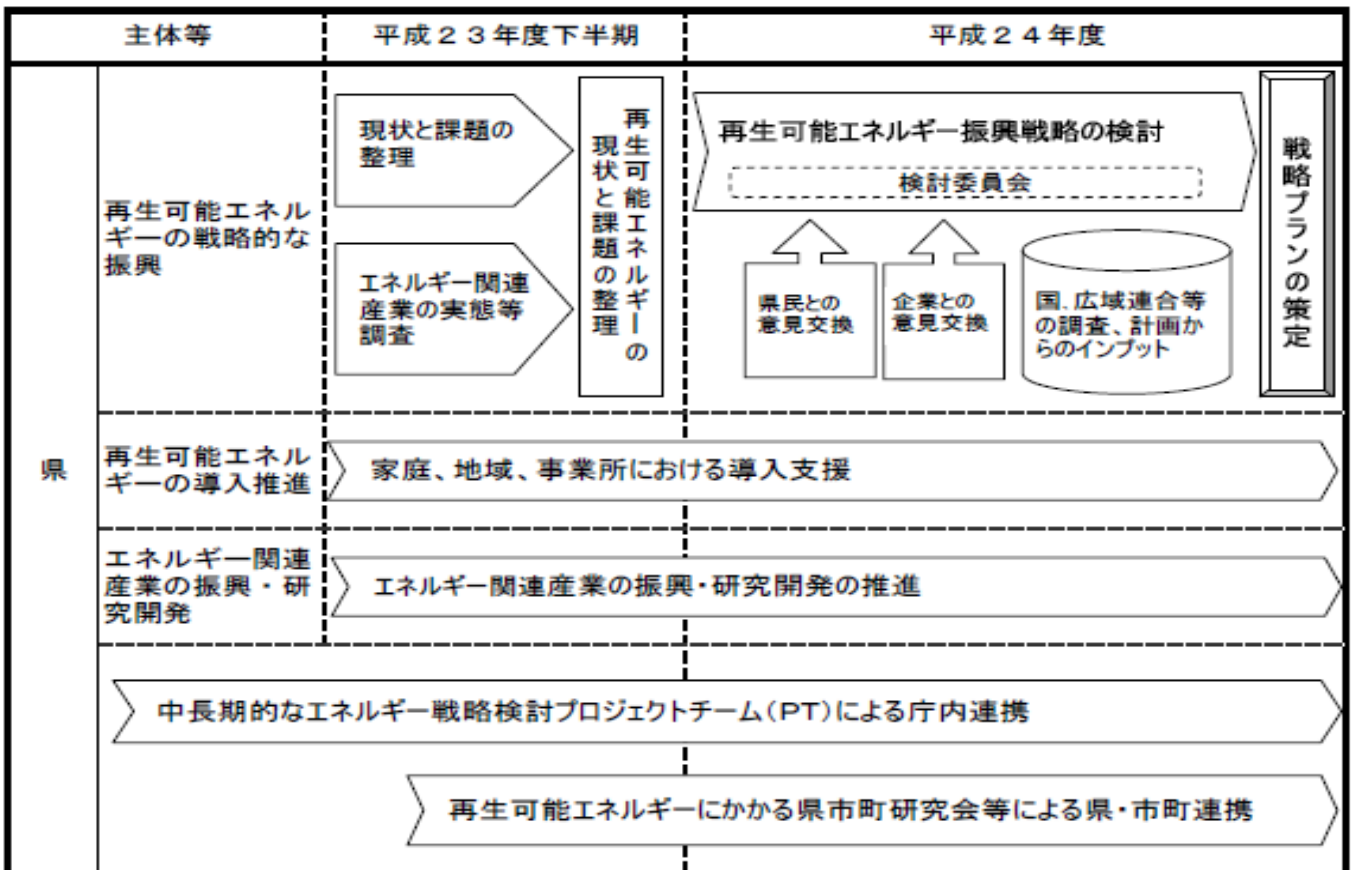 主体等
平成２３年度下半期
平成２４年度
県
再生可能エネル
ギーの戦略的な
振興
現状と課題の
整理
エネルギー関連
産業の実態等
調査
再生可能エネルギーの
現状と課題の整理
再生可能エネルギー振興戦略の検討
検討委員会
県民との
意見交換
企業との
意見交換
国、広域連合等
の調査、計画か
らのインプット
戦略プランの策定
再生可能エネル
ギーの導入推進
家庭、地域、事業所における導入支援
エネルギー関連
産業の振興・研
究開発
エネルギー関連産業の振興・研究開発の推進
中長期的なエネルギー戦略検討プロジェクトチーム(PT)による庁内連携
再生可能エネルギーにかかる県市町研究会等による県・市町連携